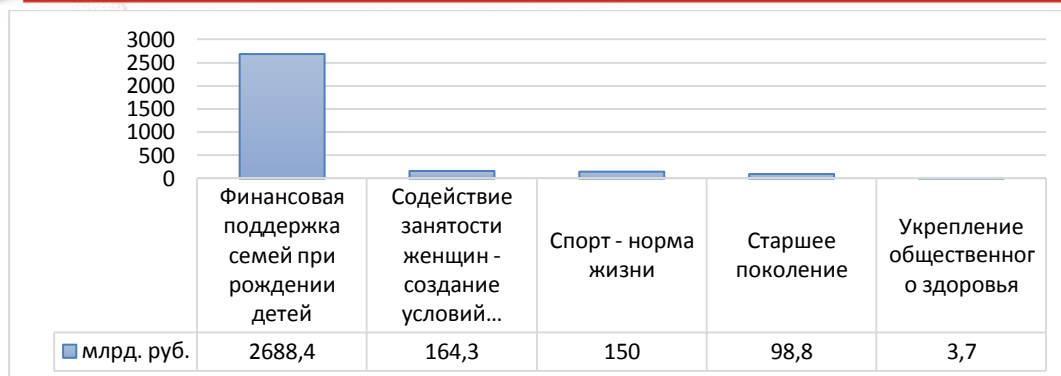 3000
2500
2000
1500
1000
500
0
Финансовая
поддержка
семей при
рождении
детей
Содействие
занятости
женщин -
создание
условий...
Спорт - норма
жизни
Старшее
поколение
Укрепление
общественног
о здоровья
млрд. руб. 2688,4 164,3 150 98,8 3,7